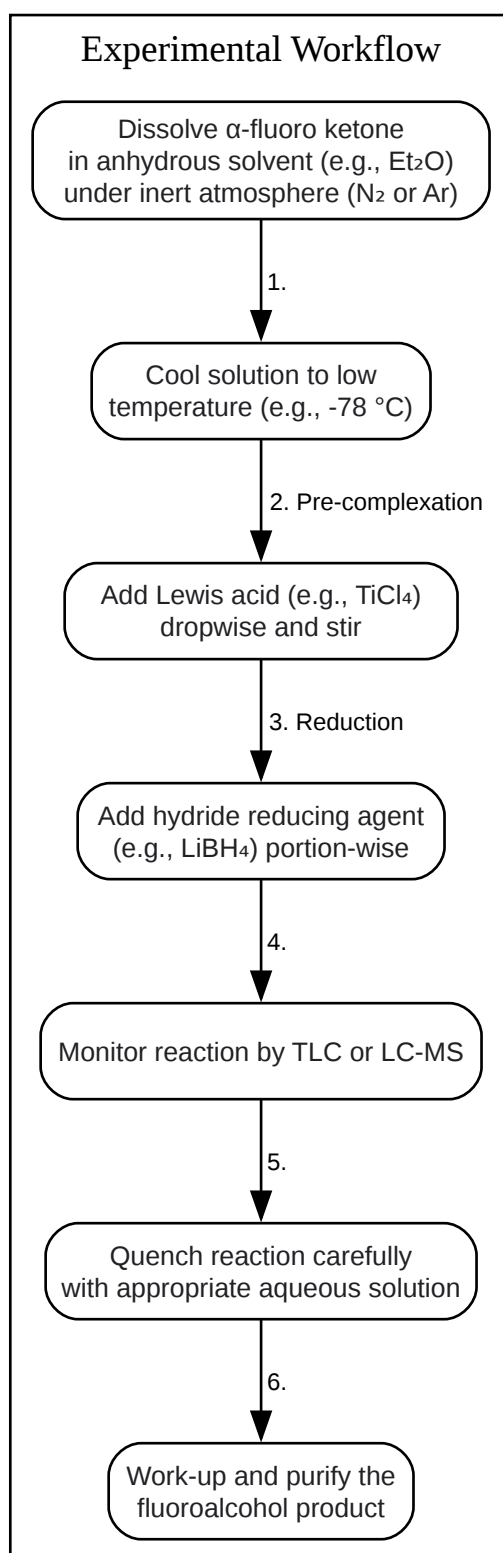 Experimental Workflow
Dissolve α-fluoro ketone
in anhydrous solvent (e.g., Et₂O)
under inert atmosphere (N₂ or Ar)
1.
Cool solution to low
temperature (e.g., -78 °C)
2. Pre-complexation
Add Lewis acid (e.g., TiCl₄)
dropwise and stir
3. Reduction
Add hydride reducing agent
(e.g., LiBH₄) portion-wise
4.
Monitor reaction by TLC or LC-MS
5.
Quench reaction carefully
with appropriate aqueous solution
6.
Work-up and purify the
fluoroalcohol product